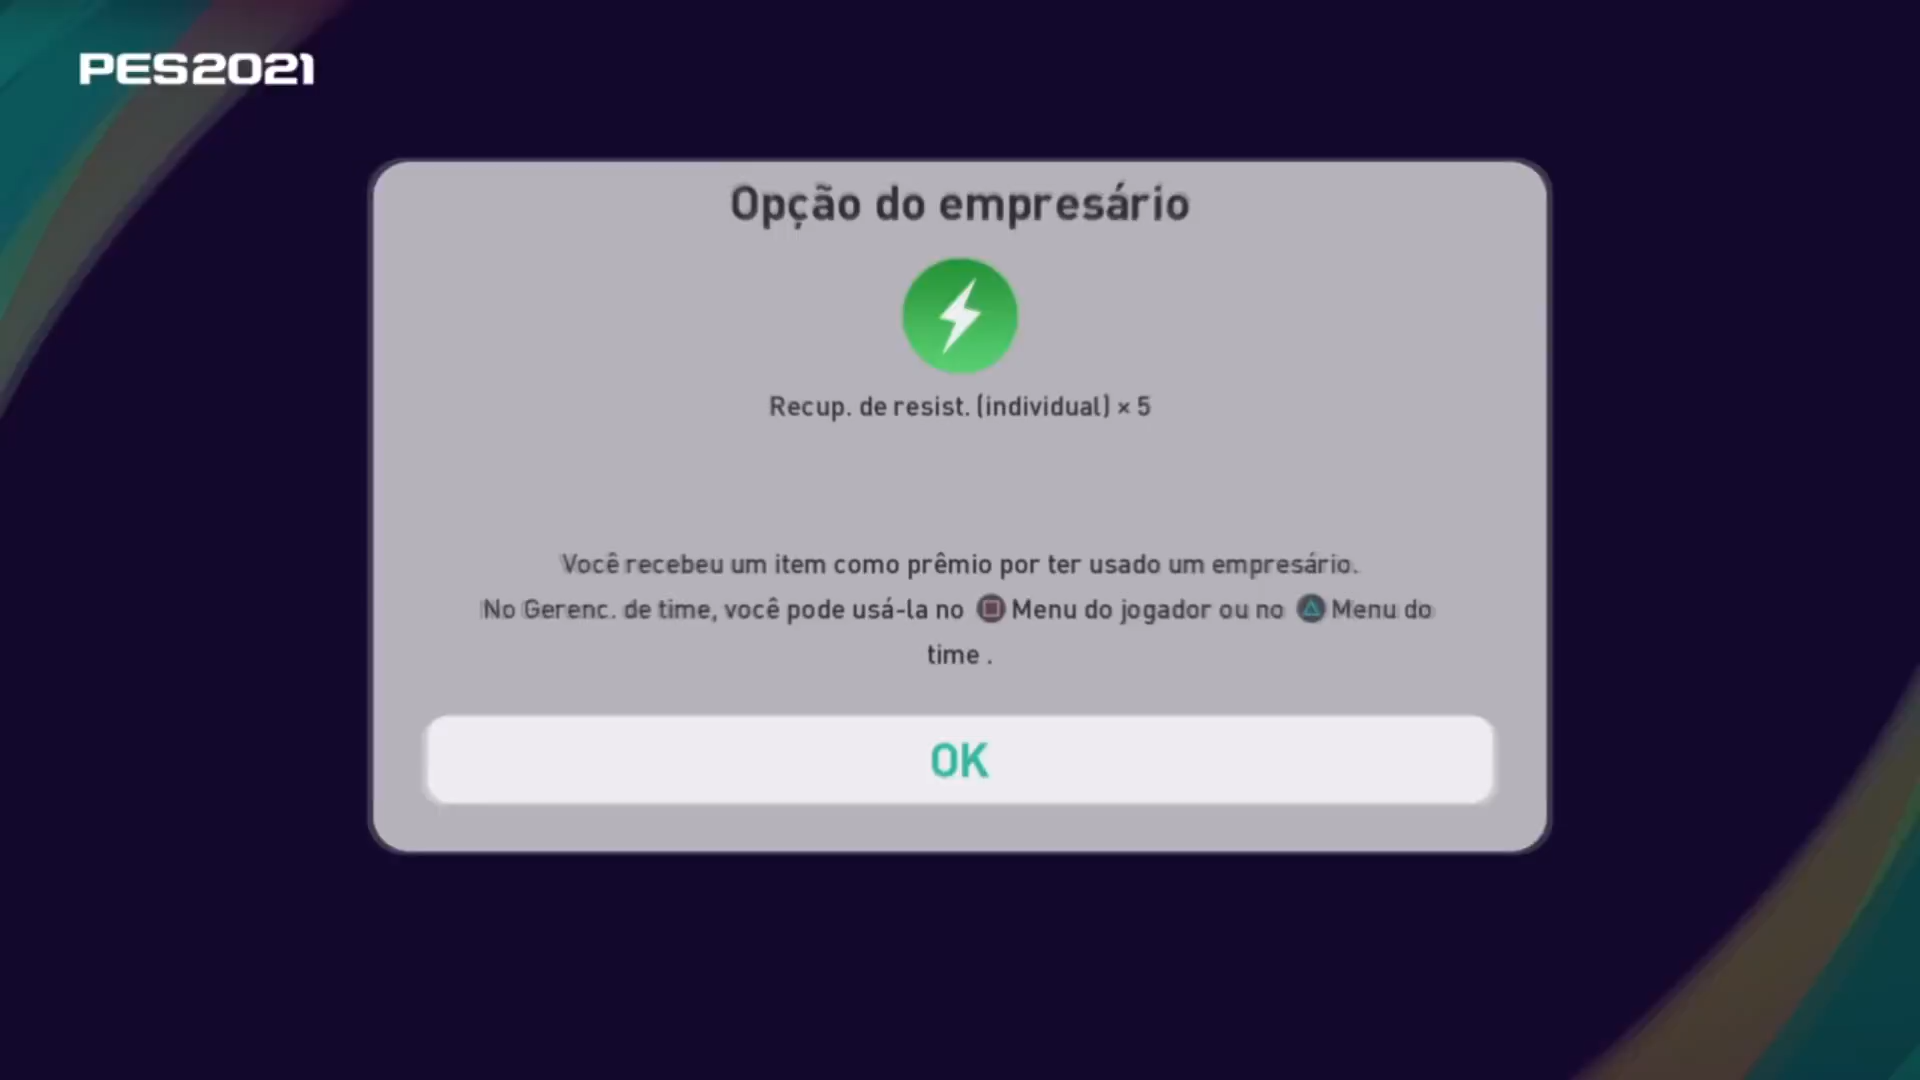 PES2021
Opção do empresário
Recup. de resist. (individual) × 5
Você recebeu um item como prêmio por ter usado um empresário.
No Gerenc. de time, você pode usá-la no Menu do jogador ou no Menu do
time .
OK